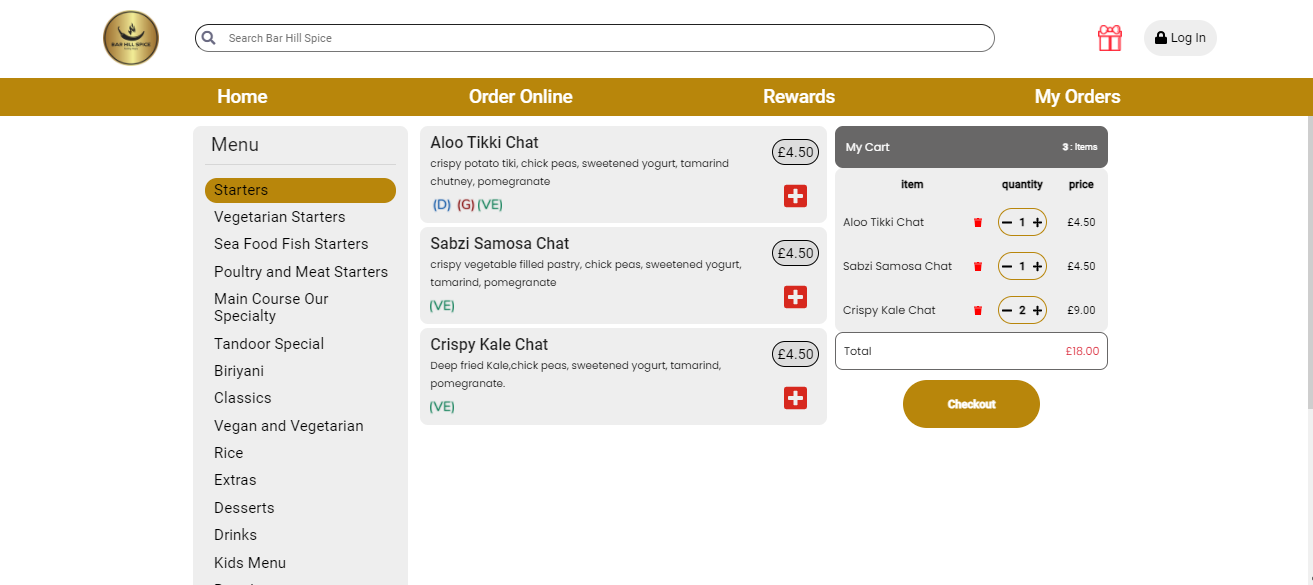 BAR HILL SPICE
Search Bar Hill Spice
Log In
Home Order Online Rewards My Orders
Menu
Starters
Vegetarian Starters
Sea Food Fish Starters
Poultry and Meat Starters
Main Course Our
Specialty
Tandoor Special
Biriyani
Classics
Vegan and Vegetarian
Rice
Extras
Desserts
Drinks
Kids Menu
Aloo Tikki Chat
£4.50
crispy potato tiki, chick peas, sweetened yogurt, tamarind
chutney, pomegranate
(D) (G) (VE)
Sabzi Samosa Chat
£4.50
crispy vegetable filled pastry, chick peas, sweetened yogurt,
tamarind, pomegranate
(VE)
Crispy Kale Chat
£4.50
Deep fried Kale,chick peas, sweetened yogurt, tamarind,
pomegranate.
(VE)
My Cart 3 : Items
item quantity price
Aloo Tikki Chat 1 £4.50
Sabzi Samosa Chat 1 £4.50
Crispy Kale Chat 2 £9.00
Total £18.00
Checkout